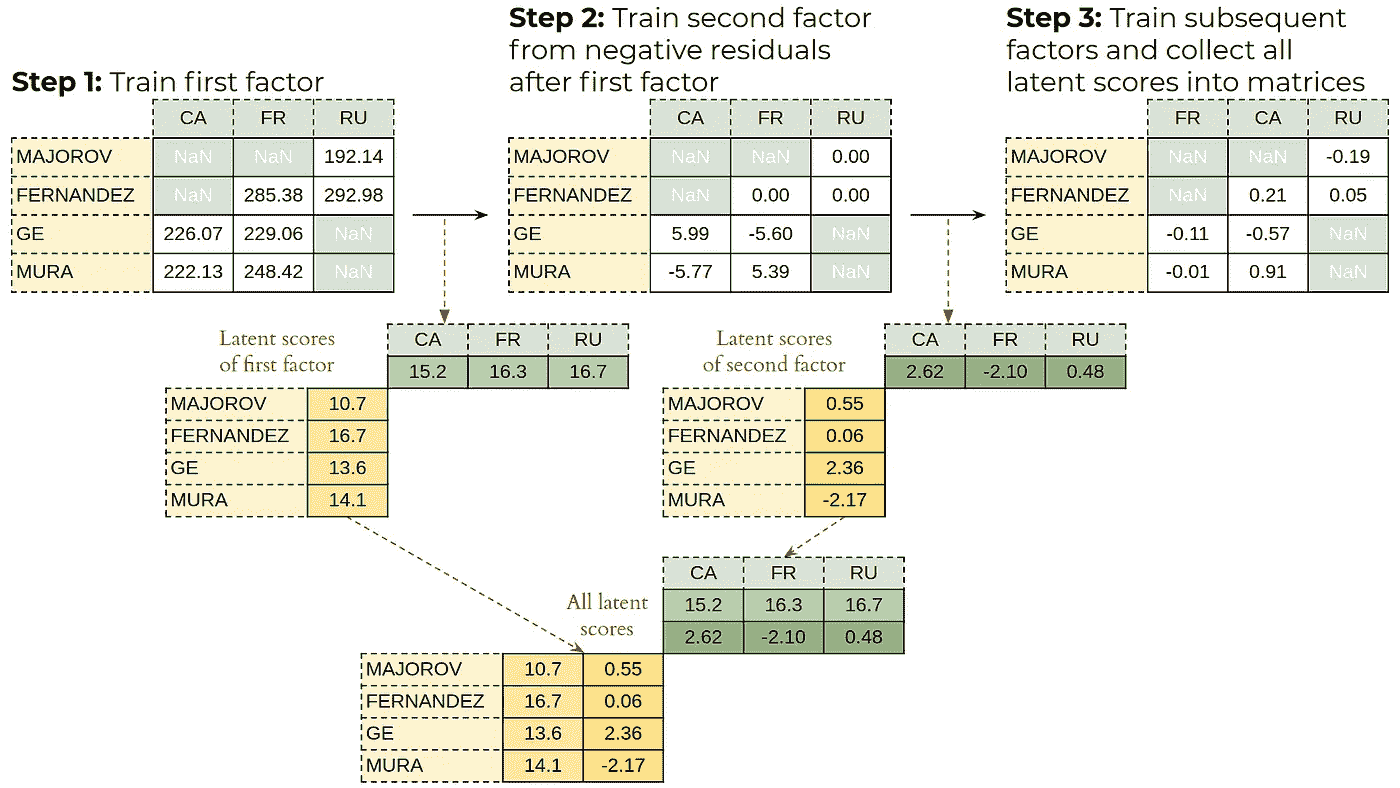 Step 1: Train first factor
CA FR RU
MAJOROV NaN NaN 192.14
FERNANDEZ NaN 285.38 292.98
GE 226.07 229.06 NaN
MURA 222.13 248.42 NaN
Step 2: Train second factor
from negative residuals
after first factor
CA FR RU
MAJOROV NaN NaN 0.00
FERNANDEZ NaN 0.00 0.00
GE 5.99 -5.60 NaN
MURA -5.77 5.39 NaN
Step 3: Train subsequent
factors and collect all
latent scores into matrices
FR CA RU
MAJOROV NaN NaN -0.19
FERNANDEZ NaN 0.21 0.05
GE -0.11 -0.57 NaN
MURA -0.01 0.91 NaN
Latent scores
of first factor
CA FR RU
15.2 16.3 16.7
MAJOROV 10.7
FERNANDEZ 16.7
GE 13.6
MURA 14.1
Latent scores
of second factor
CA FR RU
2.62 -2.10 0.48
MAJOROV 0.55
FERNANDEZ 0.06
GE 2.36
MURA -2.17
All latent
scores
CA FR RU
15.2 16.3 16.7
2.62 -2.10 0.48
MAJOROV 10.7 0.55
FERNANDEZ 16.7 0.06
GE 13.6 2.36
MURA 14.1 -2.17